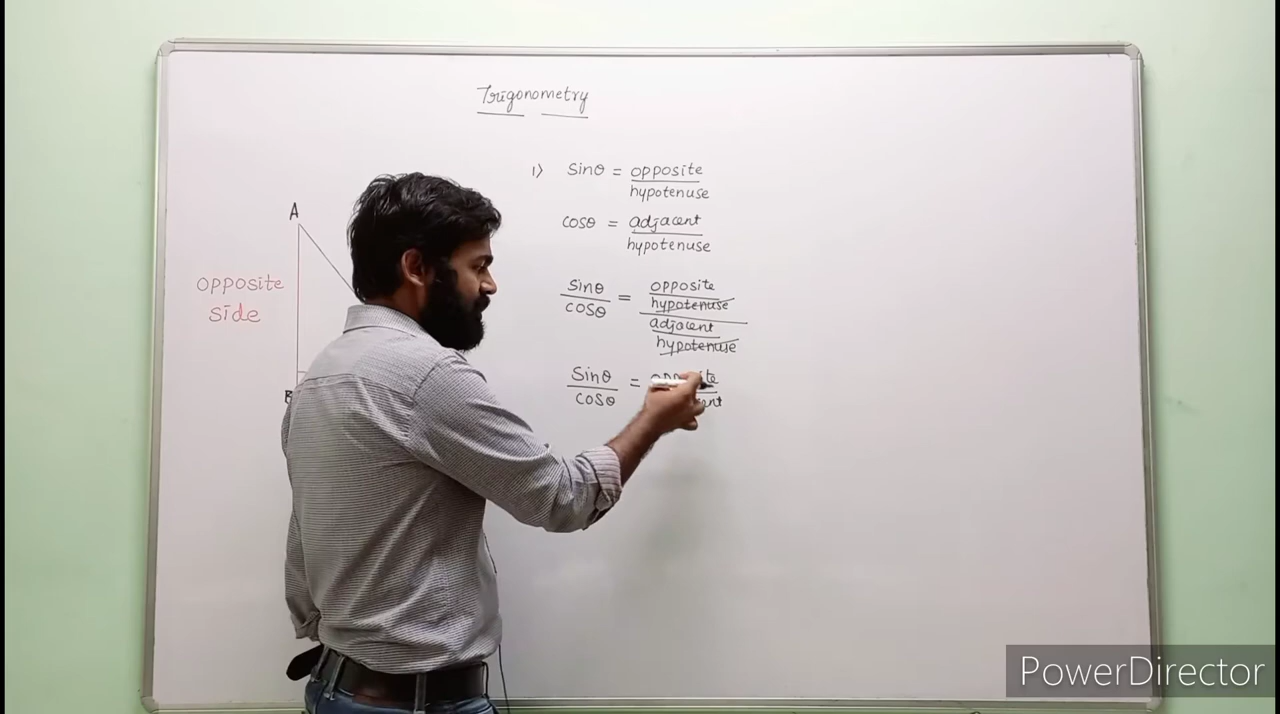 Trigonometry
1) Sinθ = opposite
hypotenuse
cosθ = adjacent
hypotenuse
A
opposite
side
B
Sinθ
cosθ
=
opposite
hypotenuse
adjacent
hypotenuse
Sinθ
cosθ
=
PowerDirector